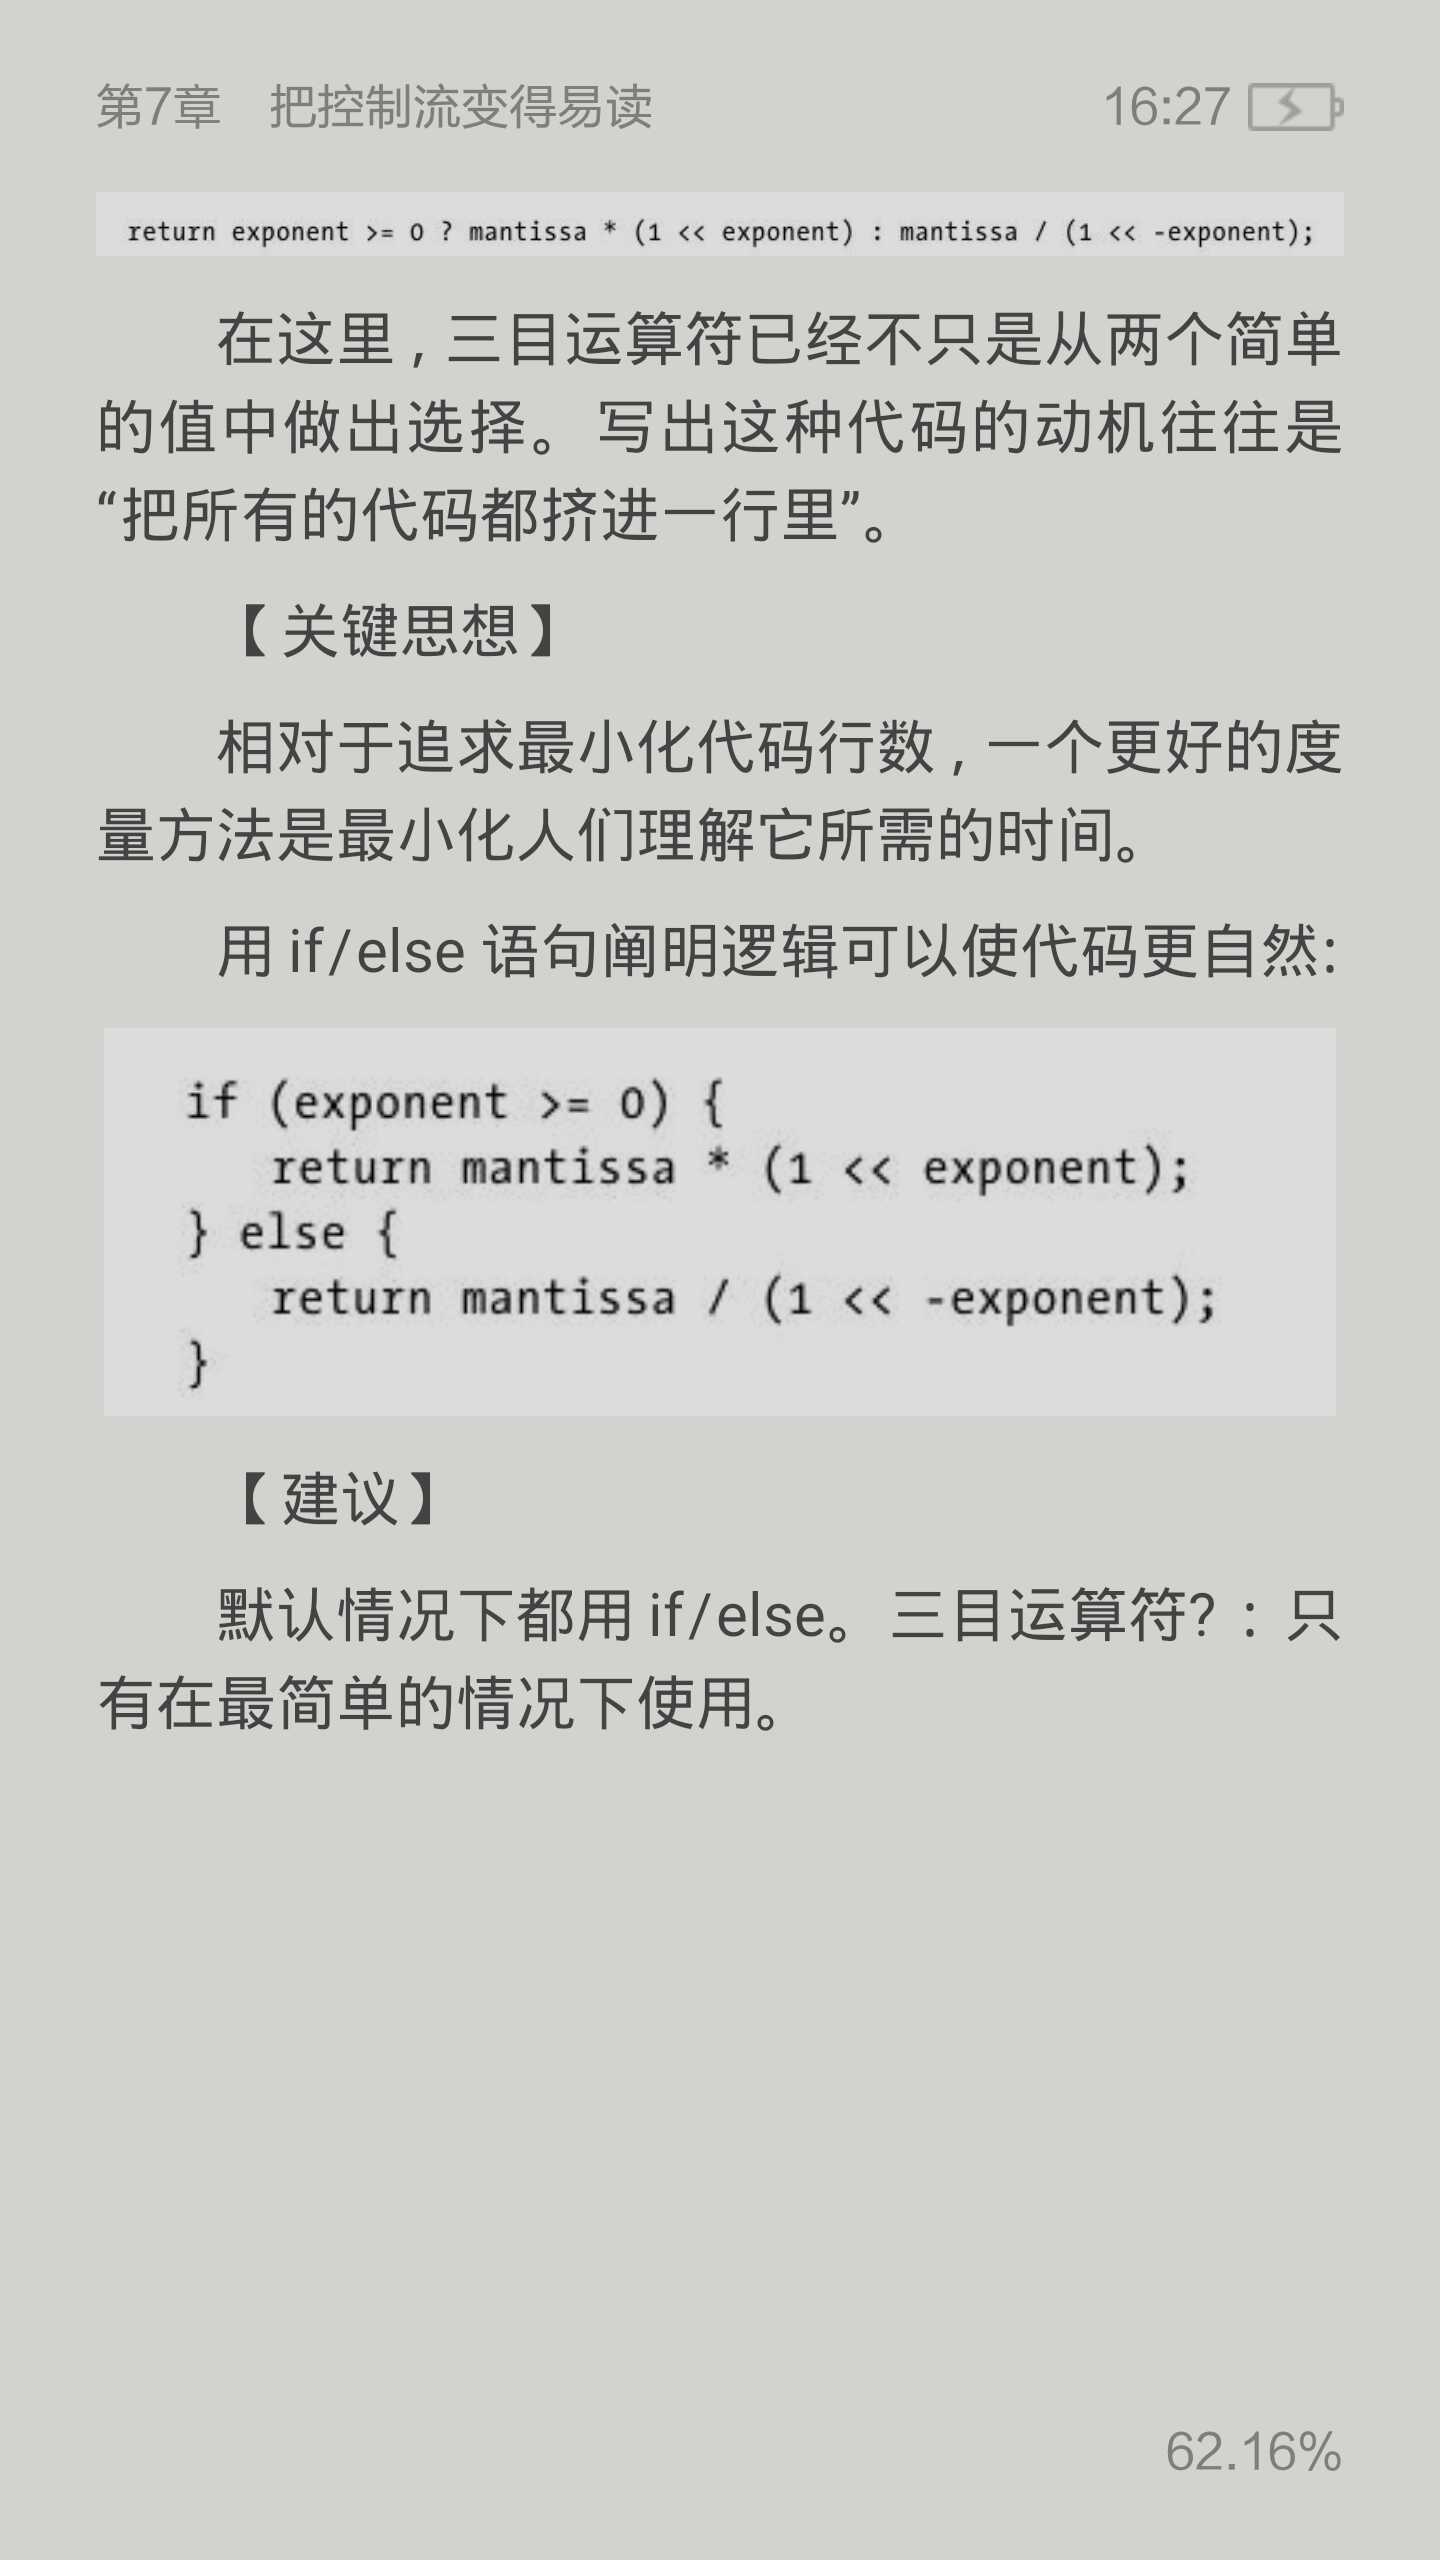 第7章 把控制流变得易读
16:27
return exponent >= 0 ? mantissa * (1 << exponent) : mantissa / (1 << -exponent);
在这里，三目运算符已经不只是从两个简单
的值中做出选择。写出这种代码的动机往往是
“把所有的代码都挤进一行里”。
【关键思想】
相对于追求最小化代码行数，一个更好的度
量方法是最小化人们理解它所需的时间。
用 if/else 语句阐明逻辑可以使代码更自然：
if (exponent >= 0) {
return mantissa * (1 << exponent);
} else {
return mantissa / (1 << -exponent);
}
【建议】
默认情况下都用 if/else。三目运算符？：只
有在最简单的情况下使用。
62.16%